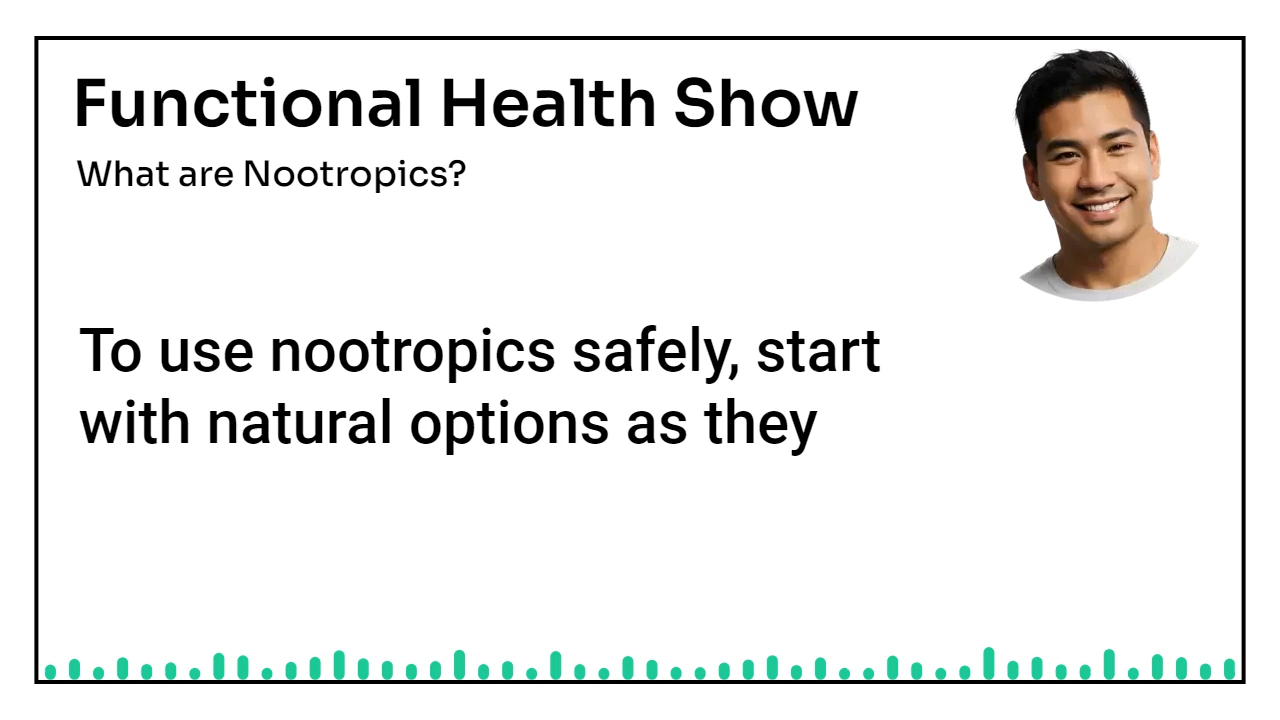 Functional Health Show
What are Nootropics?
To use nootropics safely, start
with natural options as they